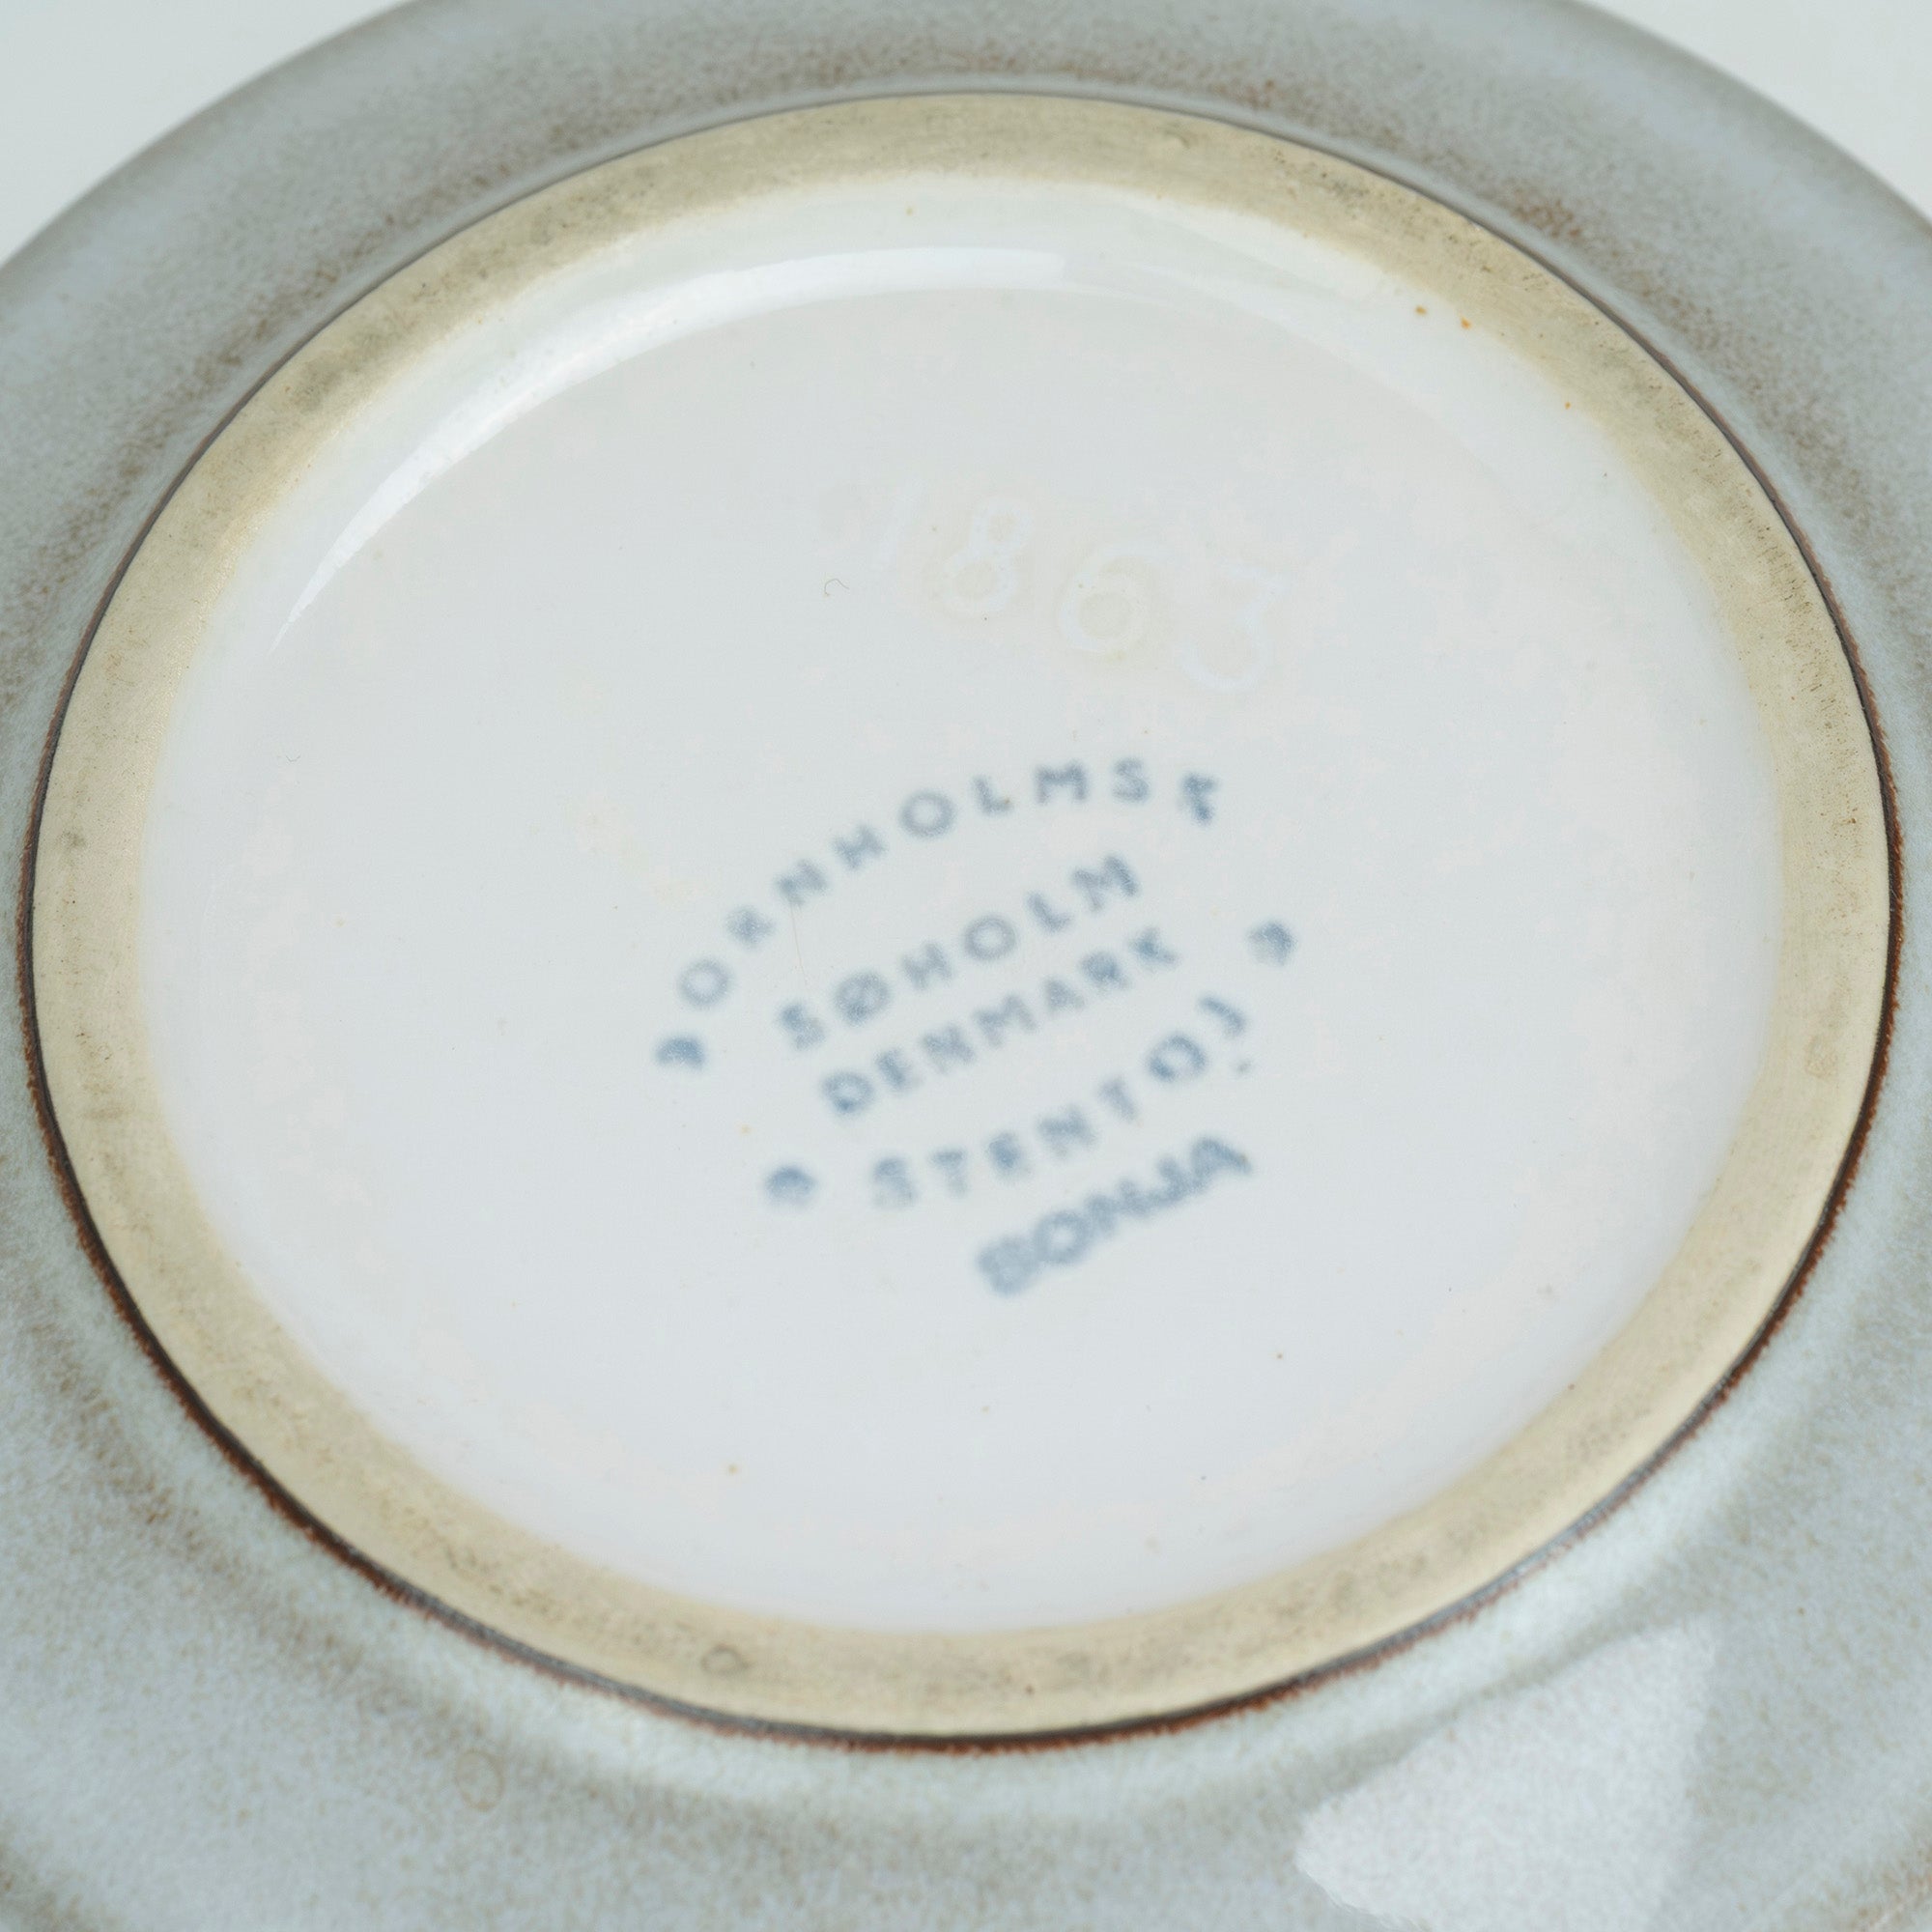 1863
BORNHOLMSK
SØHOLM
DENMARK
STENTØJ
SONJA